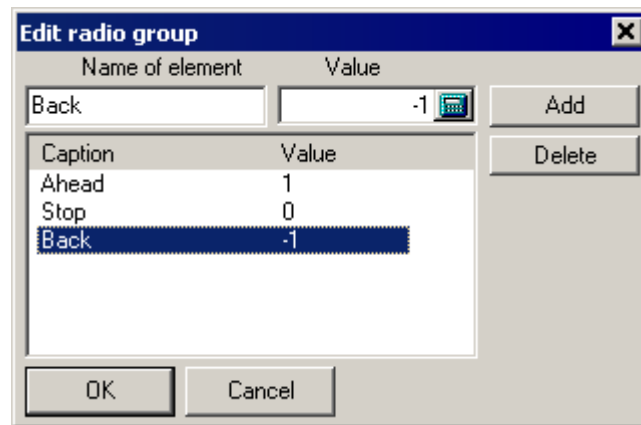 Edit radio group
Name of element Value
Back -1 Add
Caption Value Delete
Ahead 1
Stop 0
Back -1
OK Cancel